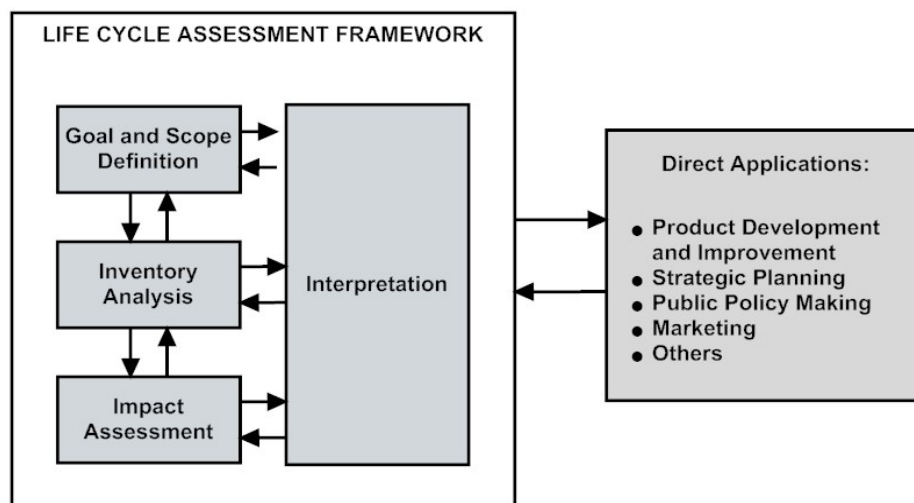 LIFE CYCLE ASSESSMENT FRAMEWORK
Goal and Scope
Definition
Inventory
Analysis
Impact
Assessment
Interpretation
Direct Applications:
● Product Development
and Improvement
● Strategic Planning
● Public Policy Making
● Marketing
● Others